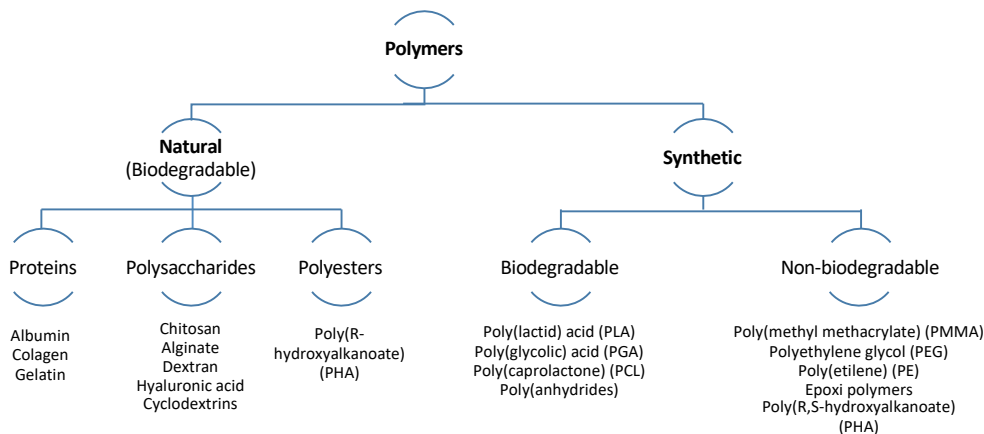 Polymers
Natural
(Biodegradable)
Synthetic
Proteins
Polysaccharides
Polyesters
Biodegradable
Non-biodegradable
Albumin
Colagen
Gelatin
Chitosan
Alginate
Dextran
Hyaluronic acid
Cyclodextrins
Poly(R-
hydroxyalkanoate)
(PHA)
Poly(lactid) acid (PLA)
Poly(glycolic) acid (PGA)
Poly(caprolactone) (PCL)
Poly(anhydrides)
Poly(methyl methacrylate) (PMMA)
Polyethylene glycol (PEG)
Poly(etilene) (PE)
Epoxi polymers
Poly(R,S-hydroxyalkanoate)
(PHA)